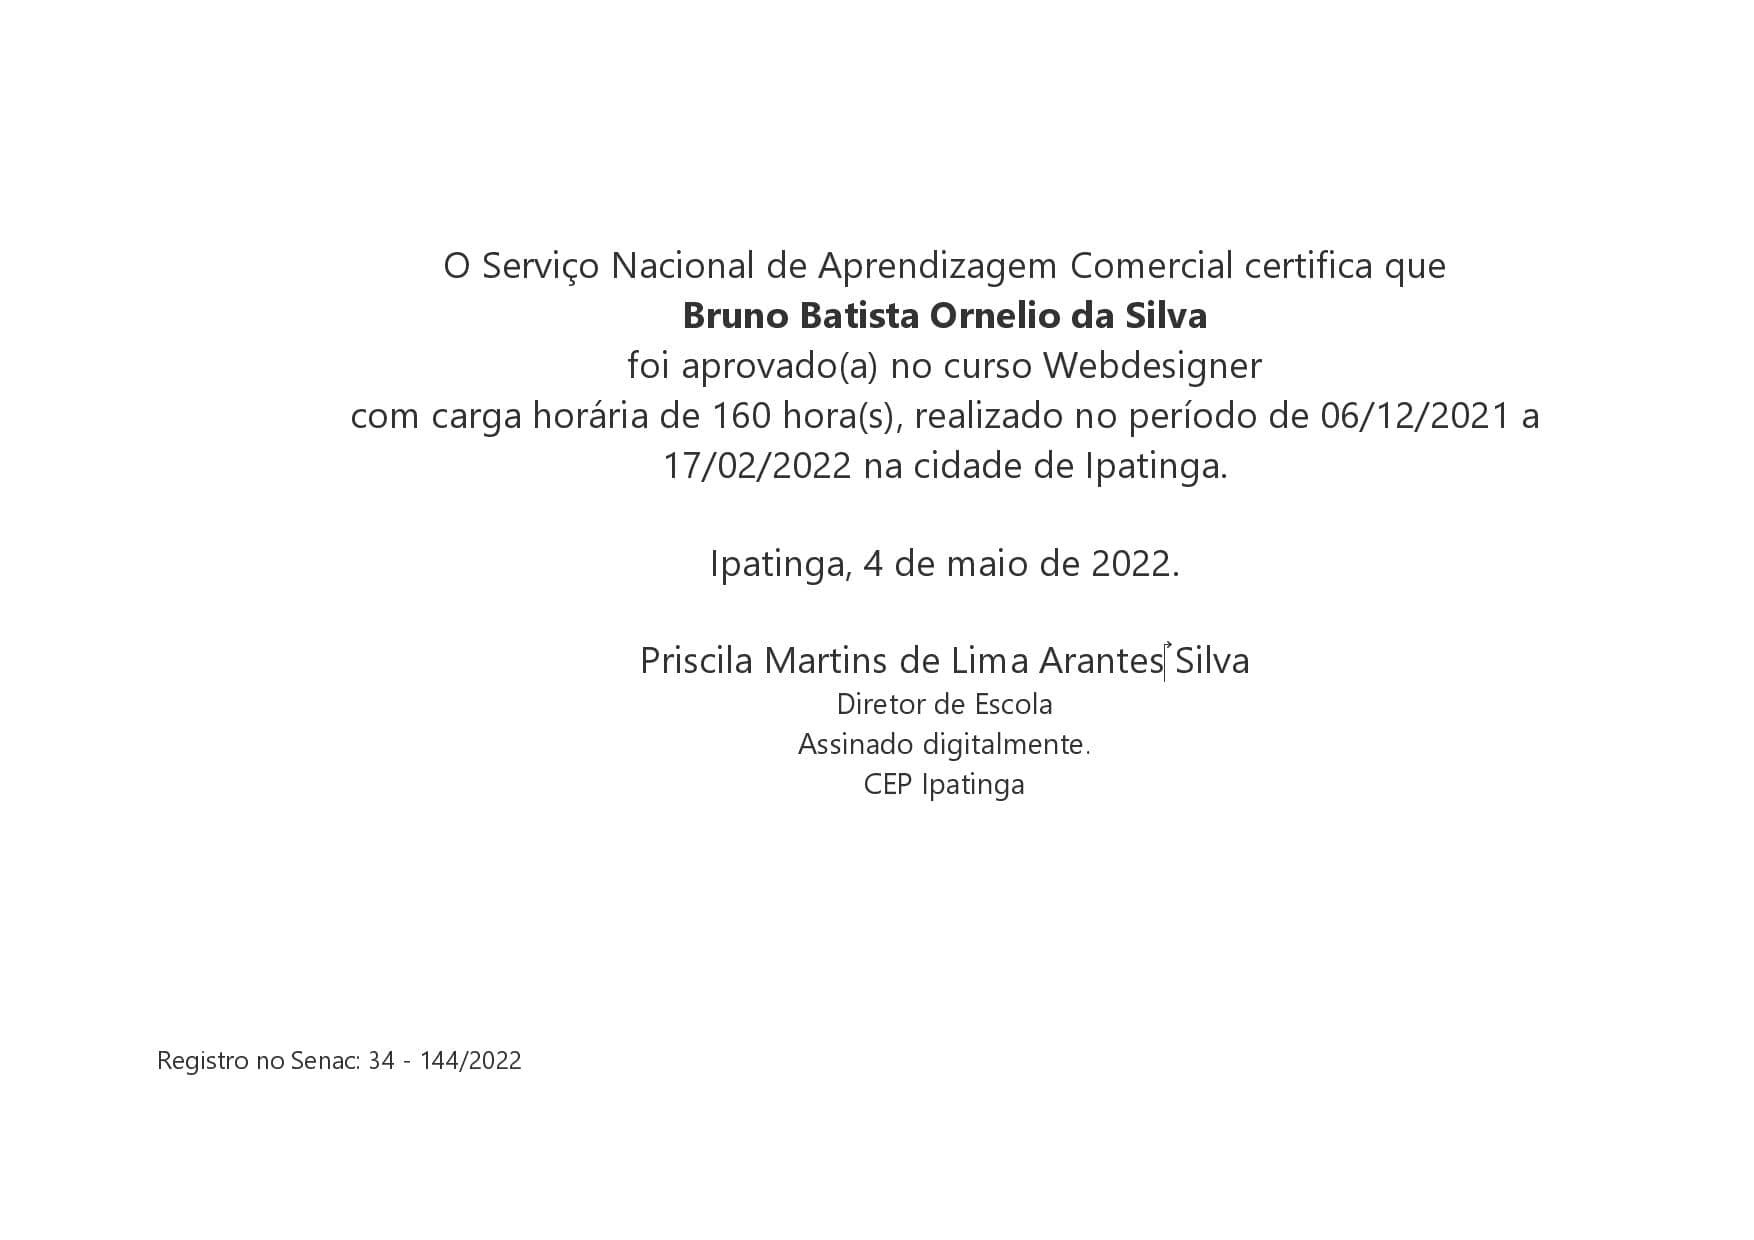 O Serviço Nacional de Aprendizagem Comercial certifica que
Bruno Batista Ornelio da Silva
foi aprovado(a) no curso Webdesigner
com carga horária de 160 hora(s), realizado no período de 06/12/2021 a
17/02/2022 na cidade de Ipatinga.
Ipatinga, 4 de maio de 2022.
Priscila Martins de Lima Arantes Silva
Diretor de Escola
Assinado digitalmente.
CEP Ipatinga
Registro no Senac: 34 - 144/2022